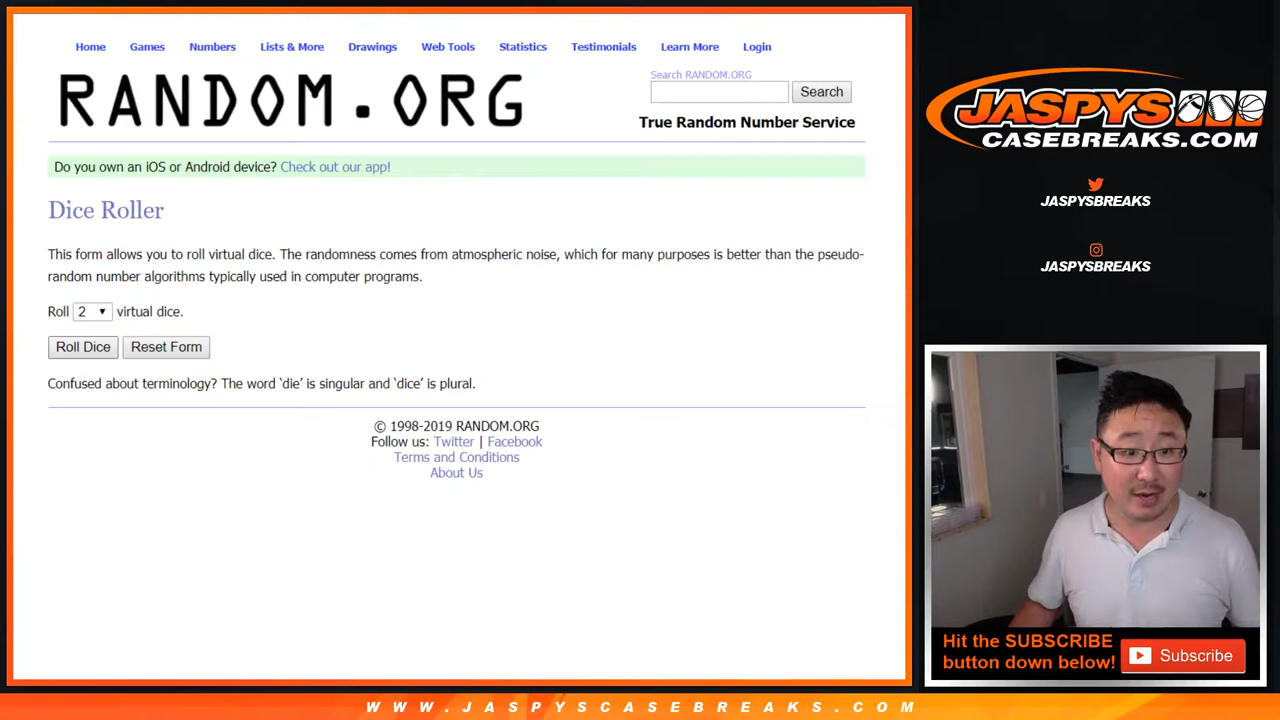 Home Games Numbers Lists & More Drawings Web Tools Statistics Testimonials Learn More Login
RANDOM.ORG
Search RANDOM.ORG
Search
True Random Number Service
Do you own an iOS or Android device? Check out our app!
Dice Roller
This form allows you to roll virtual dice. The randomness comes from atmospheric noise, which for many purposes is better than the pseudo-
random number algorithms typically used in computer programs.
Roll 2 virtual dice.
Roll Dice Reset Form
Confused about terminology? The word ‘die’ is singular and ‘dice’ is plural.
© 1998-2019 RANDOM.ORG
Follow us: Twitter | Facebook
Terms and Conditions
About Us
JASPYS
CASEBREAKS.COM
JASPYSBREAKS
JASPYSBREAKS
Hit the SUBSCRIBE
button down below!
Subscribe
WWW.JASPYSCASEBREAKS.COM